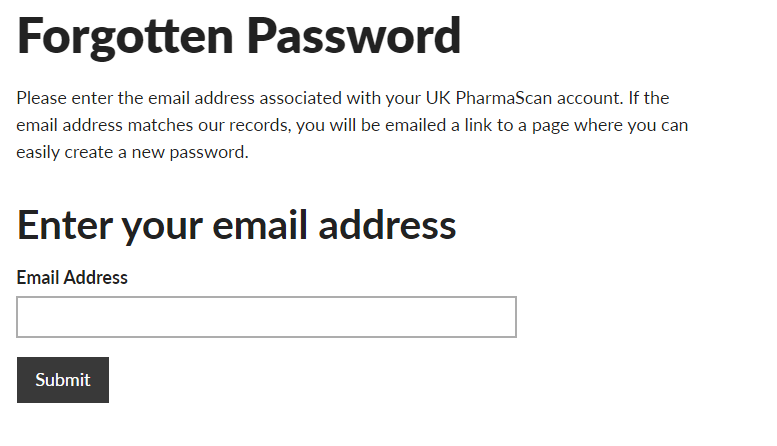 Forgotten Password
Please enter the email address associated with your UK PharmaScan account. If the
email address matches our records, you will be emailed a link to a page where you can
easily create a new password.
Enter your email address
Email Address
Submit